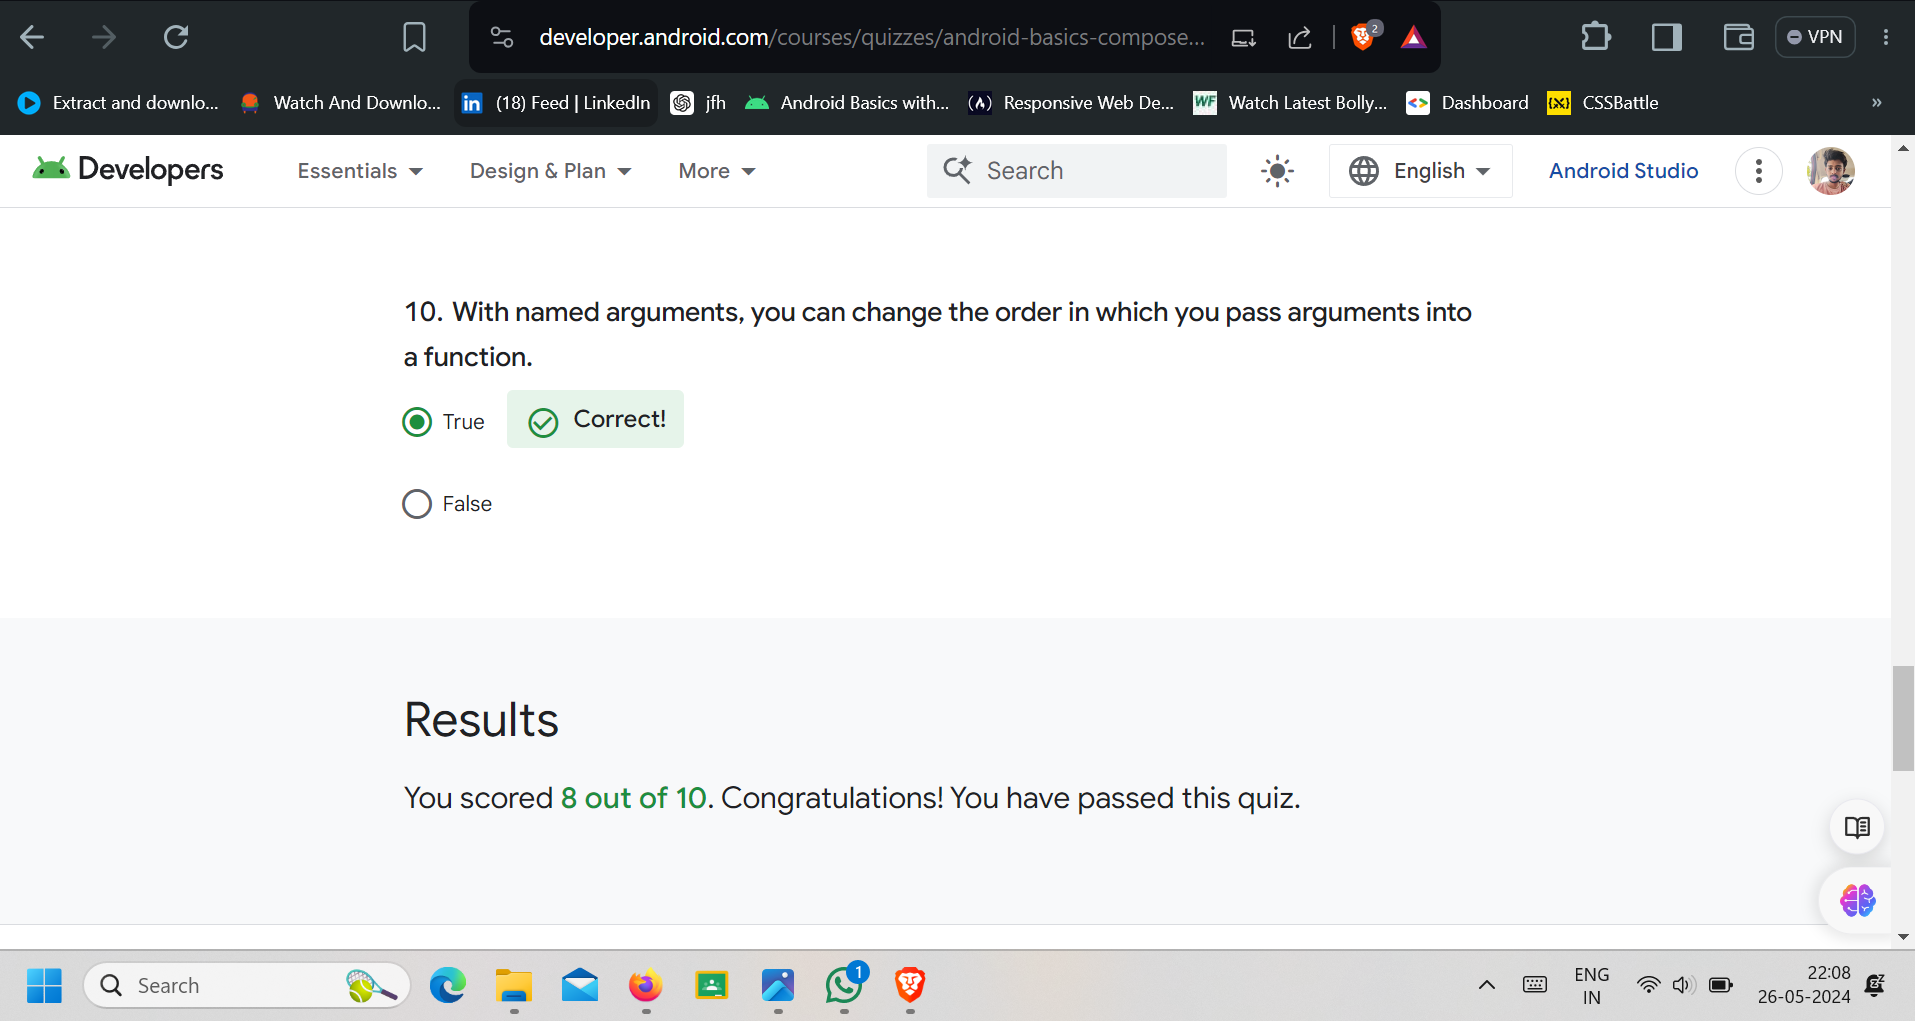 developer.android.com/courses/quizzes/android-basics-compose...
2
VPN
Extract and downlo...
Watch And Downlo...
in
(18) Feed | LinkedIn
jfh
Android Basics with...
Responsive Web De...
WF
Watch Latest Bolly...
Dashboard
CSSBattle
»
Developers
Essentials
Design & Plan
More
Search
English
Android Studio
10. With named arguments, you can change the order in which you pass arguments into
a function.
True
Correct!
False
Results
You scored 8 out of 10. Congratulations! You have passed this quiz.
Search
1
ENG
IN
22:08
26-05-2024